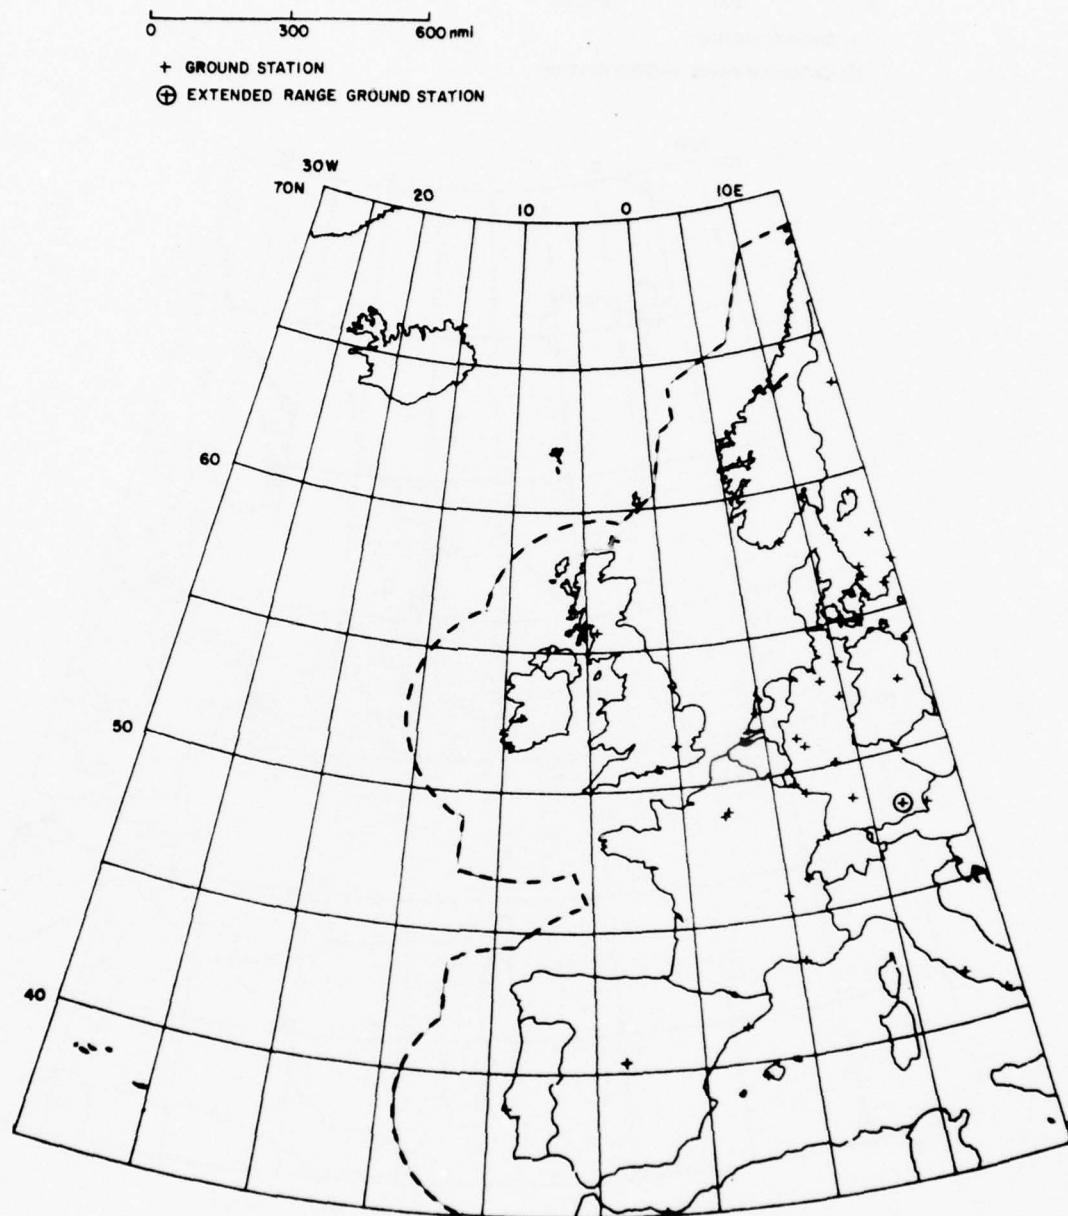 0 300 600 nmi
+ GROUND STATION
⊕ EXTENDED RANGE GROUND STATION
30W
70N 20 10 0 10E
60
50
40